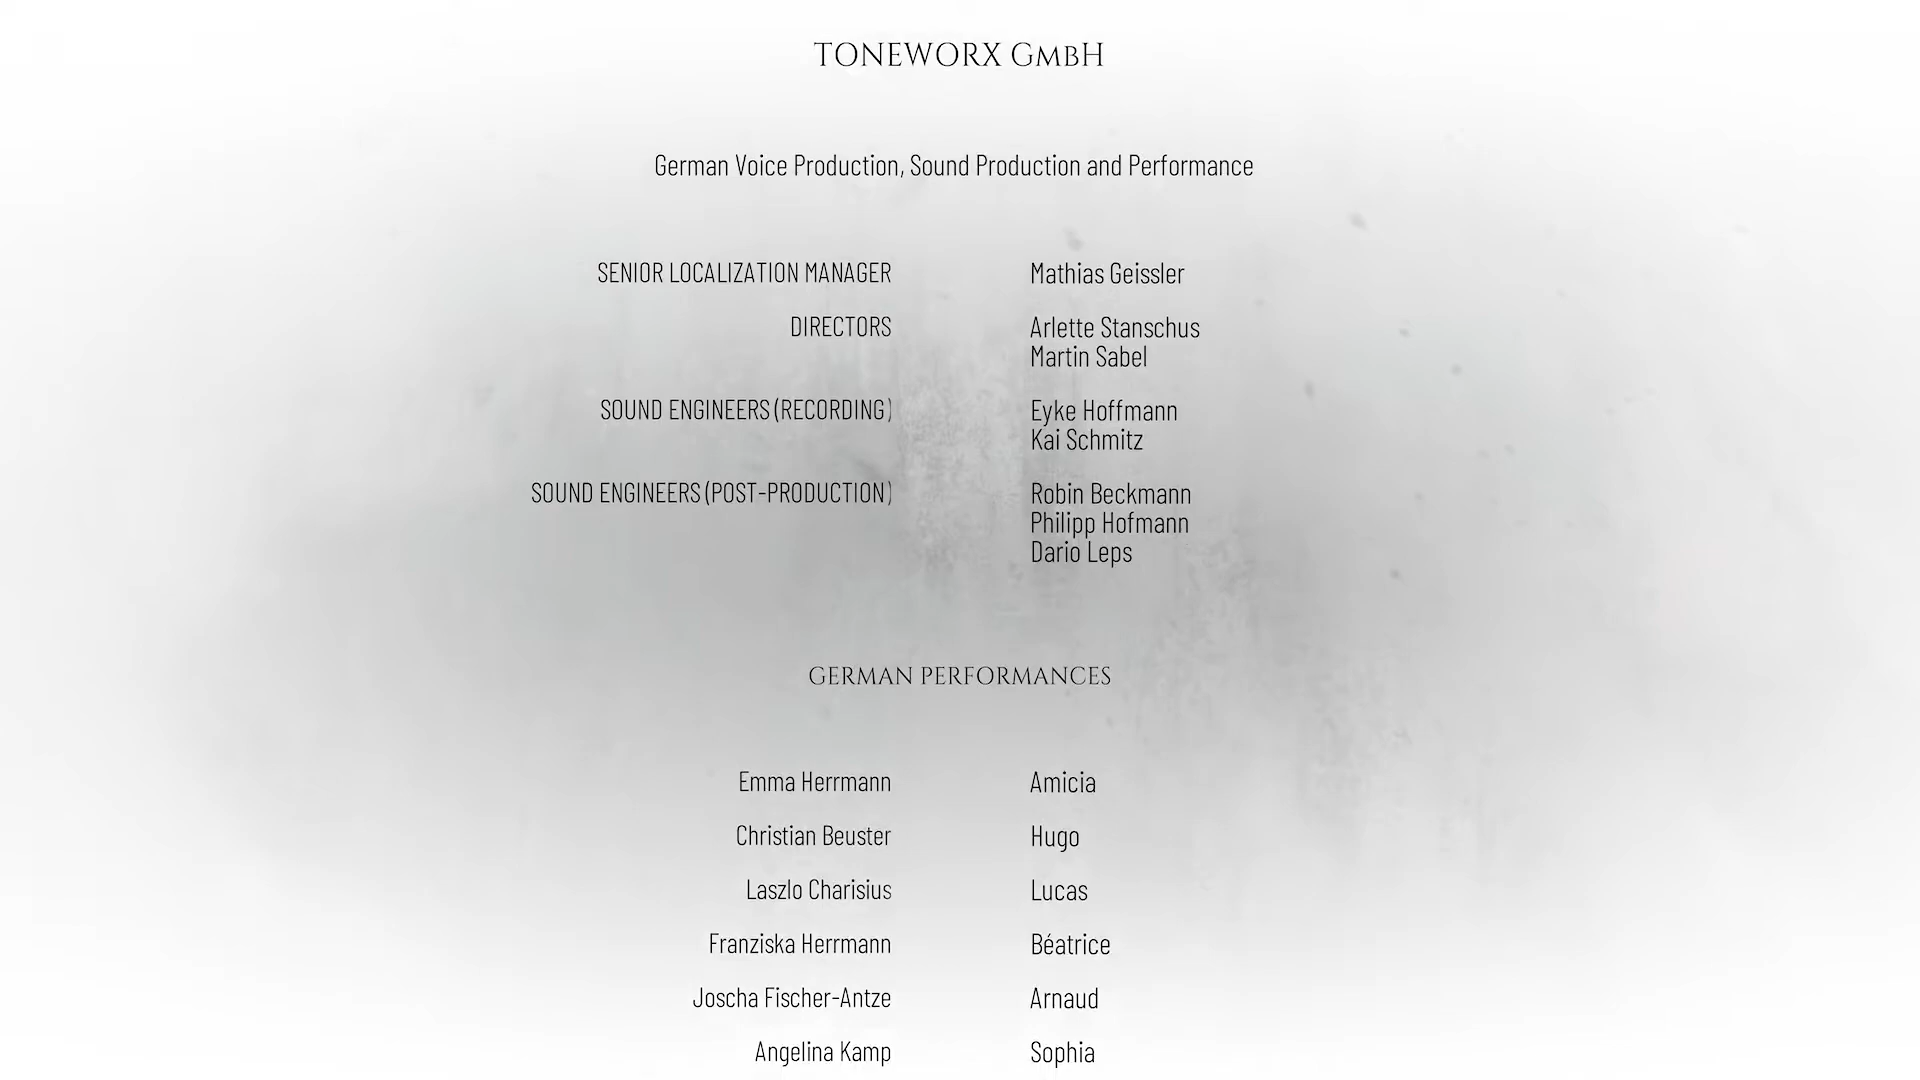 TONEWORX GMBH
German Voice Production, Sound Production and Performance
SENIOR LOCALIZATION MANAGER Mathias Geissler
DIRECTORS Arlette Stanschus
Martin Sabel
SOUND ENGINEERS (RECORDING) Eyke Hoffmann
Kai Schmitz
SOUND ENGINEERS (POST-PRODUCTION) Robin Beckmann
Philipp Hofmann
Dario Leps
GERMAN PERFORMANCES
Emma Herrmann Amicia
Christian Beuster Hugo
Laszlo Charisius Lucas
Franziska Herrmann Béatrice
Joscha Fischer-Antze Arnaud
Angelina Kamp Sophia